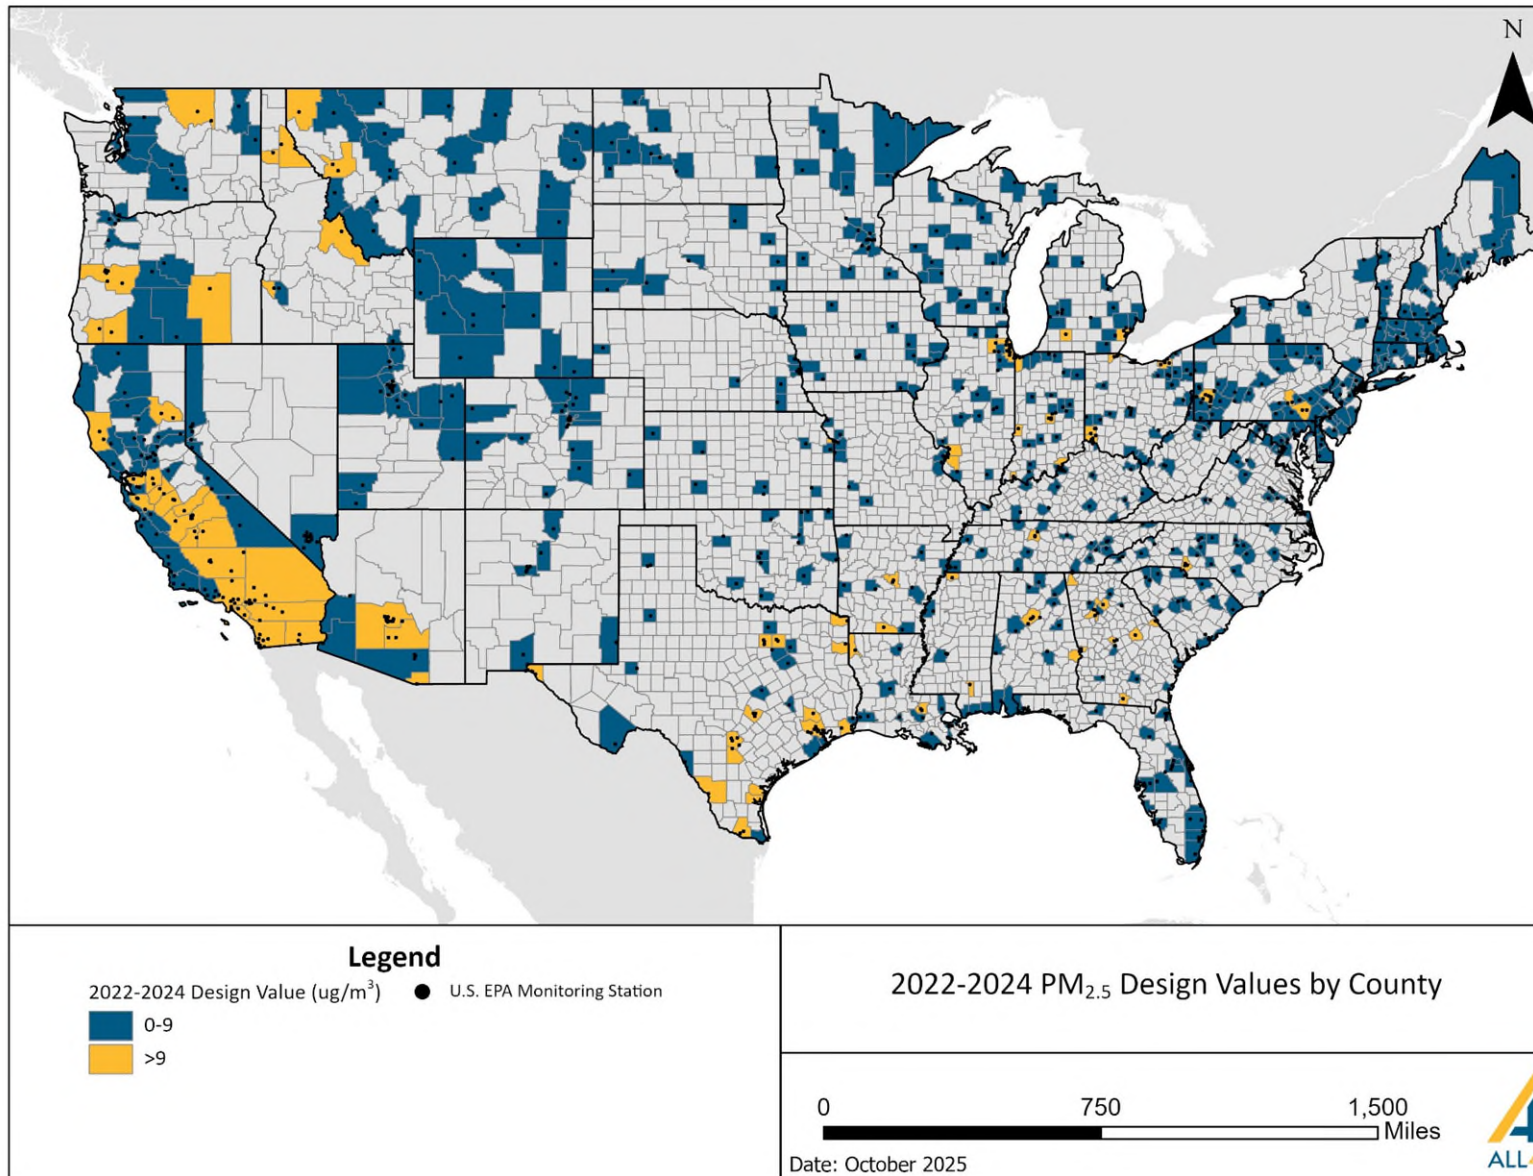 N
Legend
2022-2024 Design Value (ug/m³)
U.S. EPA Monitoring Station
0-9
>9
2022-2024 PM₂.₅ Design Values by County
0 750 1,500
Miles
Date: October 2025
ALL